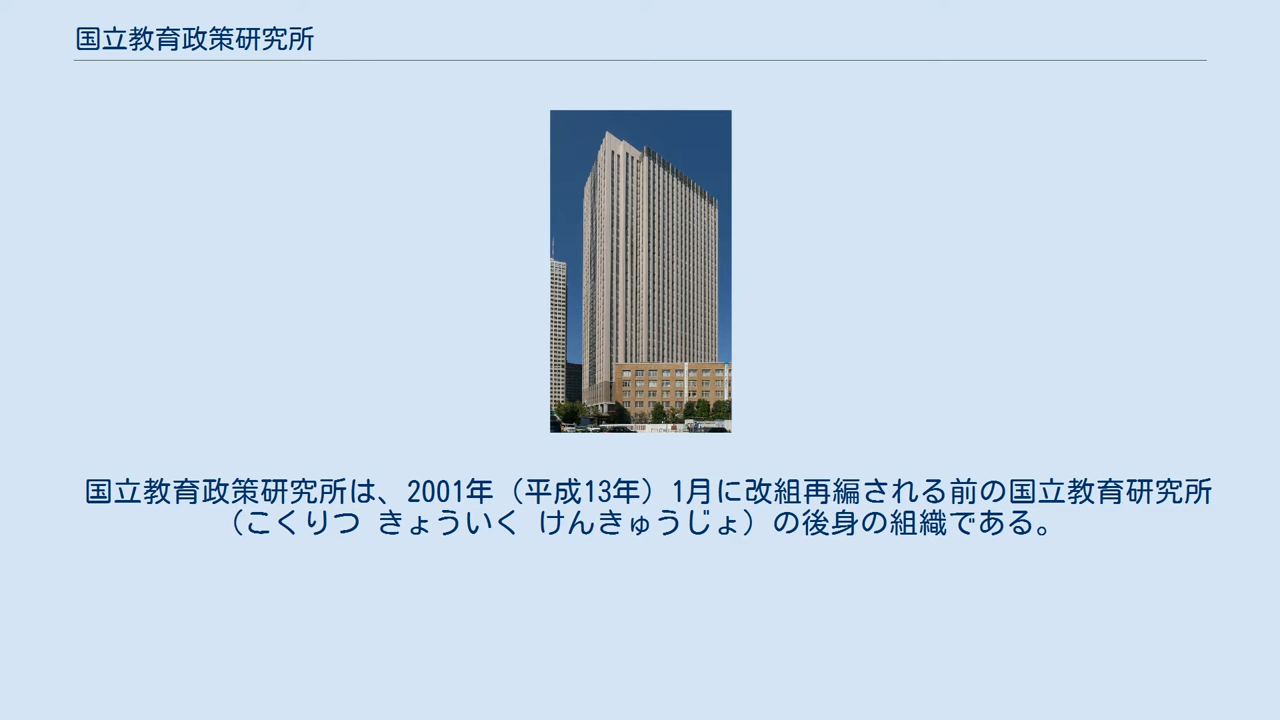 国立教育政策研究所
国立教育政策研究所は、2001年（平成13年）1月に改組再編される前の国立教育研究所
（こくりつ きょういく けんきゅうじょ）の後身の組織である。